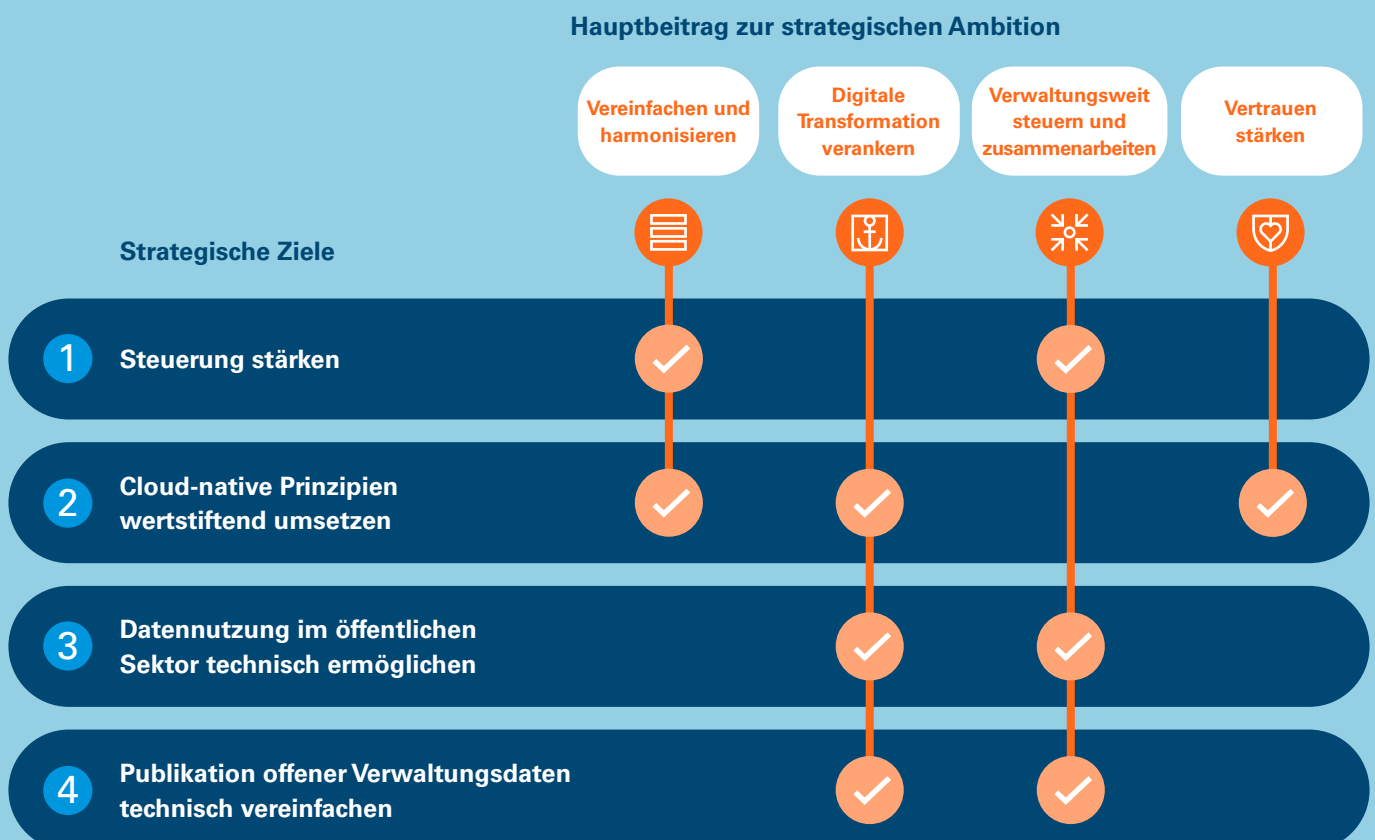 Hauptbeitrag zur strategischen Ambition
Vereinfachen und
harmonisieren
Digitale
Transformation
verankern
Verwaltungsweit
steuern und
zusammenarbeiten
Vertrauen
stärken
Strategische Ziele
1 Steuerung stärken
2 Cloud-native Prinzipien
wertstiftend umsetzen
3 Datennutzung im öffentlichen
Sektor technisch ermöglichen
4 Publikation offener Verwaltungsdaten
technisch vereinfachen